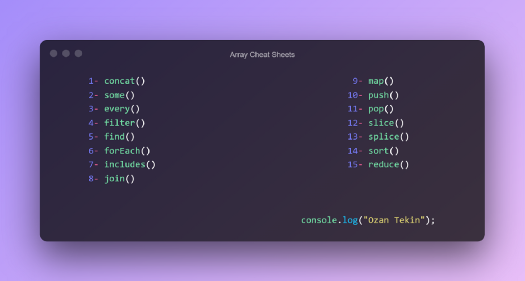 Array Cheat Sheets
1- concat()
2- some()
3- every()
4- filter()
5- find()
6- forEach()
7- includes()
8- join()
9- map()
10- push()
11- pop()
12- slice()
13- splice()
14- sort()
15- reduce()
console.log("Ozan Tekin");